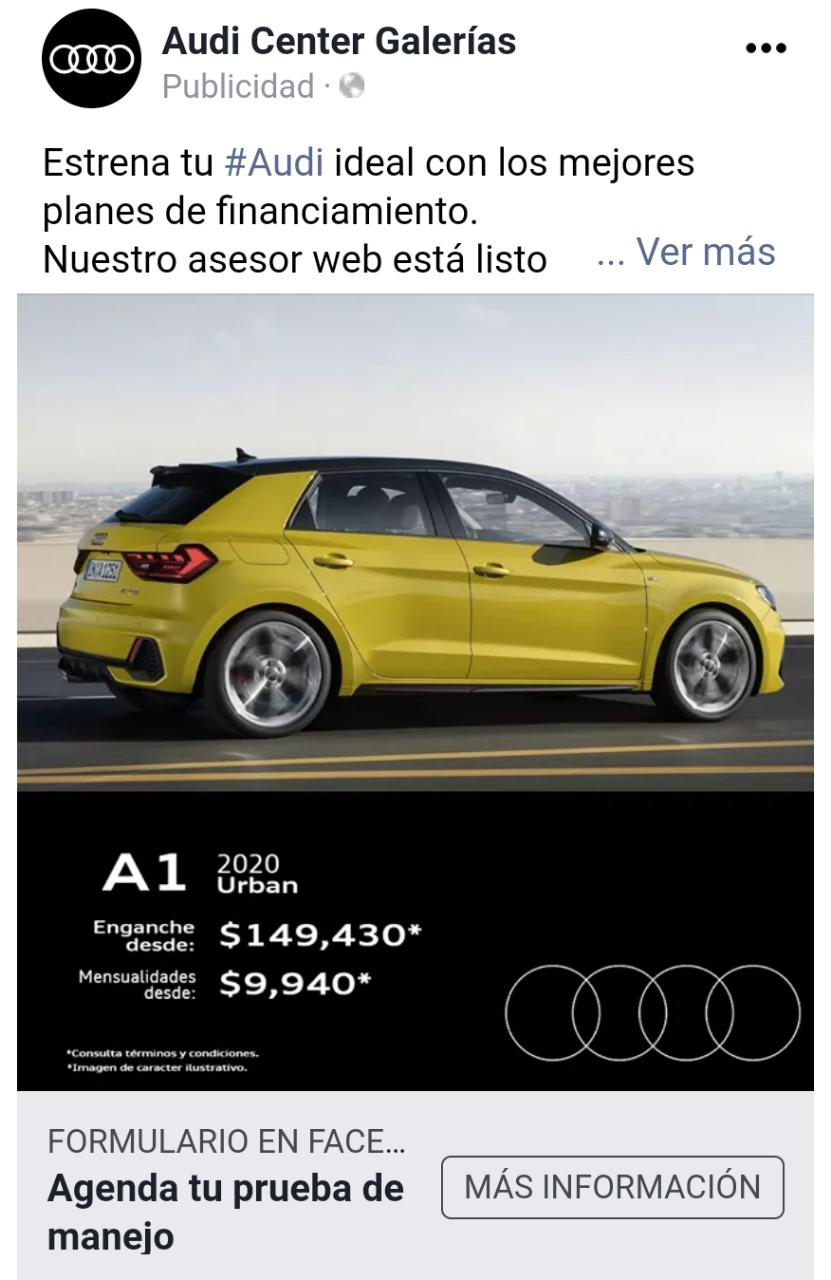 Audi Center Galerías
Publicidad ·
Estrena tu #Audi ideal con los mejores
planes de financiamiento.
Nuestro asesor web está listo ... Ver más
A1 2020
Urban
Enganche
desde: $149,430*
Mensualidades
desde: $9,940*
*Consulta términos y condiciones.
*Imagen de caracter ilustrativo.
FORMULARIO EN FACE...
Agenda tu prueba de
manejo
MÁS INFORMACIÓN